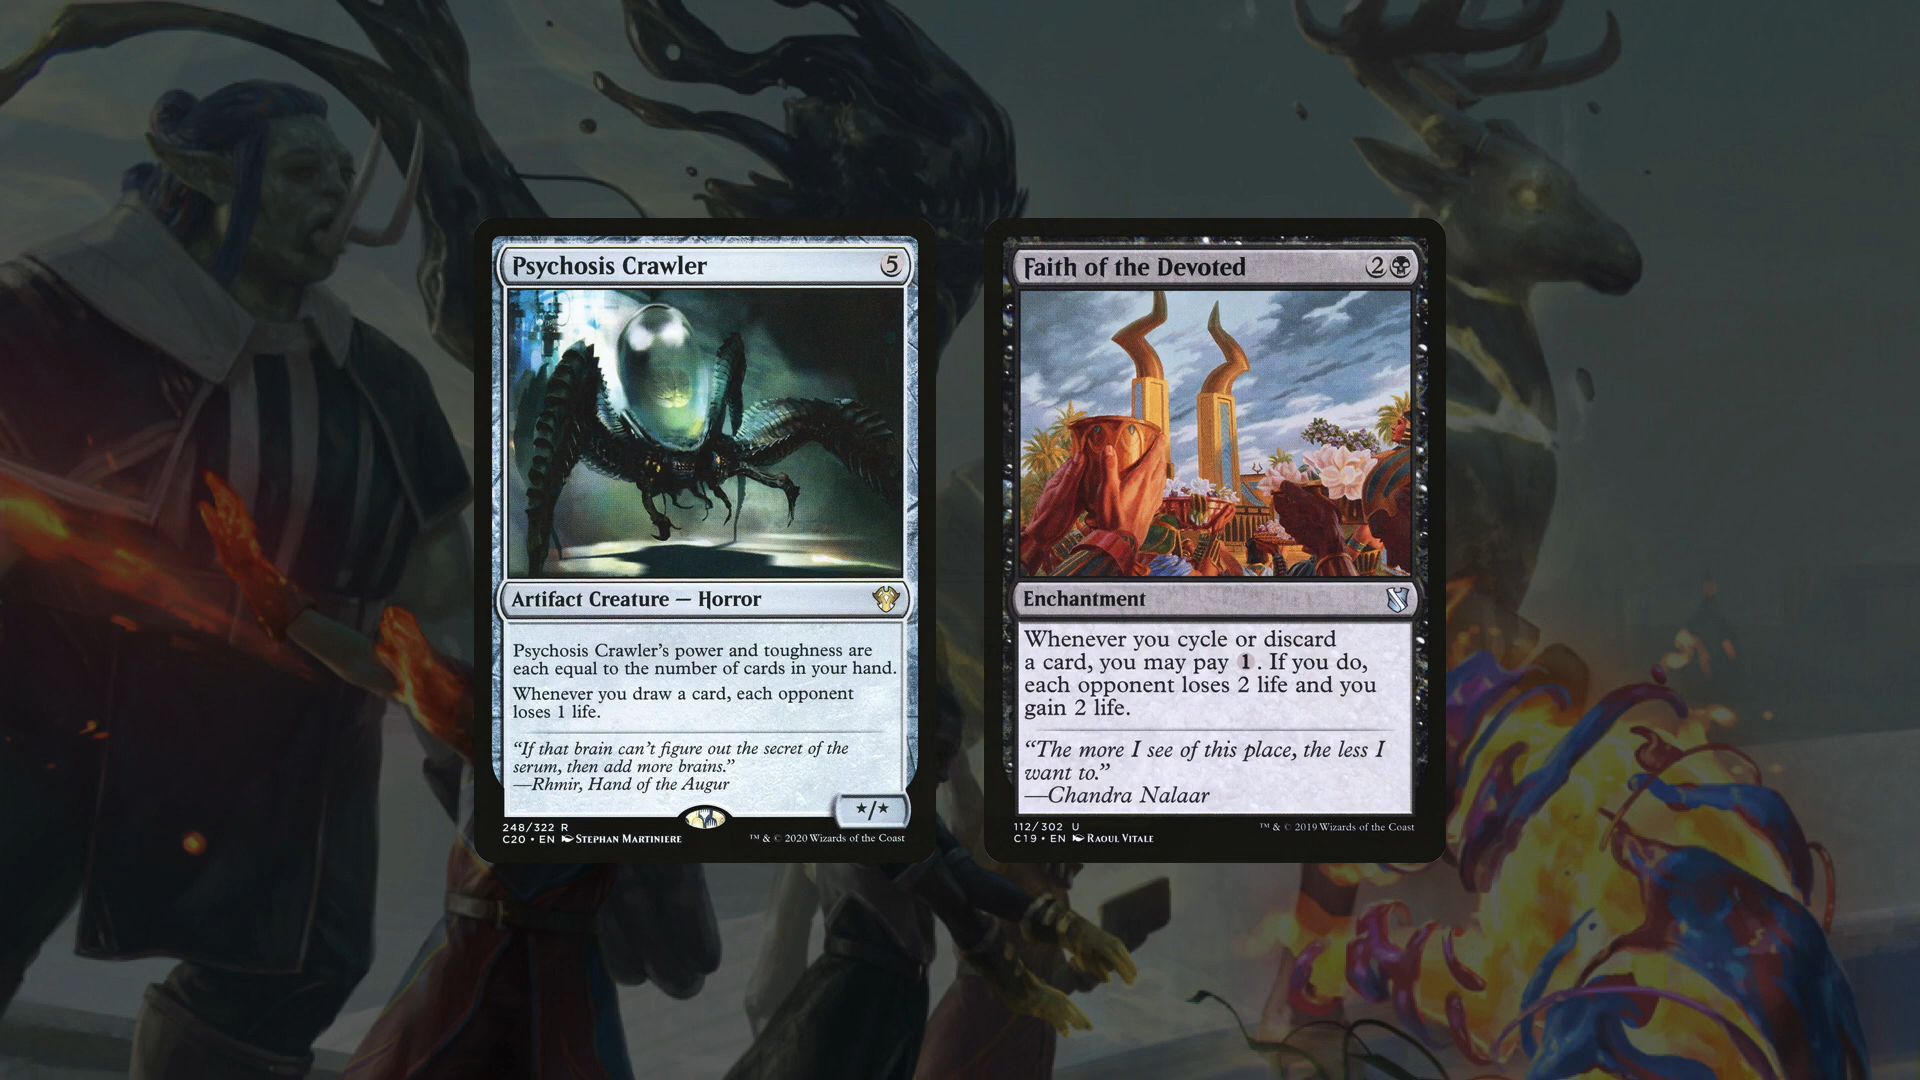 Psychosis Crawler 5
Artifact Creature — Horror
Psychosis Crawler's power and toughness are
each equal to the number of cards in your hand.
Whenever you draw a card, each opponent
loses 1 life.
“If that brain can't figure out the secret of the
serum, then add more brains.”
—Rhmir, Hand of the Augur
★/★
248/322 R
C20 • EN Stephan Martiniere
™ & © 2020 Wizards of the Coast
Faith of the Devoted 2
Enchantment
Whenever you cycle or discard
a card, you may pay 1. If you do,
each opponent loses 2 life and you
gain 2 life.
“The more I see of this place, the less I
want to.”
—Chandra Nalaar
112/302 U
C19 • EN Raoul Vitale
™ & © 2019 Wizards of the Coast